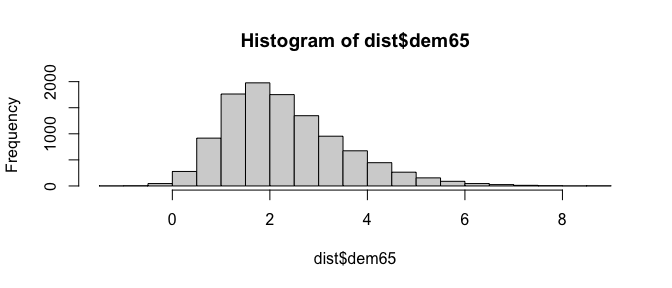 Histogram of dist$dem65
Frequency
0
1000
2000
0 2 4 6 8
dist$dem65